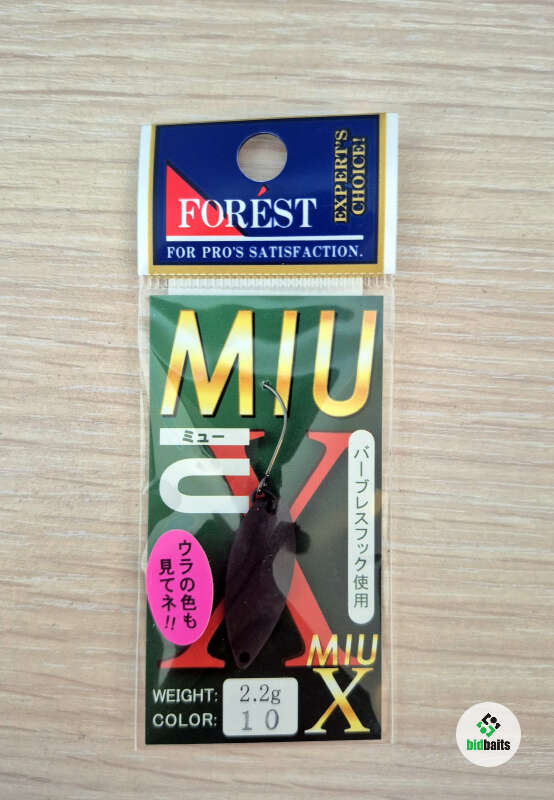 FORÉST
FOR PRO'S SATISFACTION.
EXPERT'S
CHOICE!
MIU
ミュー
X
バーブレスフック使用
ウラの色も
見てネ!!
MIU
X
WEIGHT: 2.2g
COLOR: 10
bidbaits